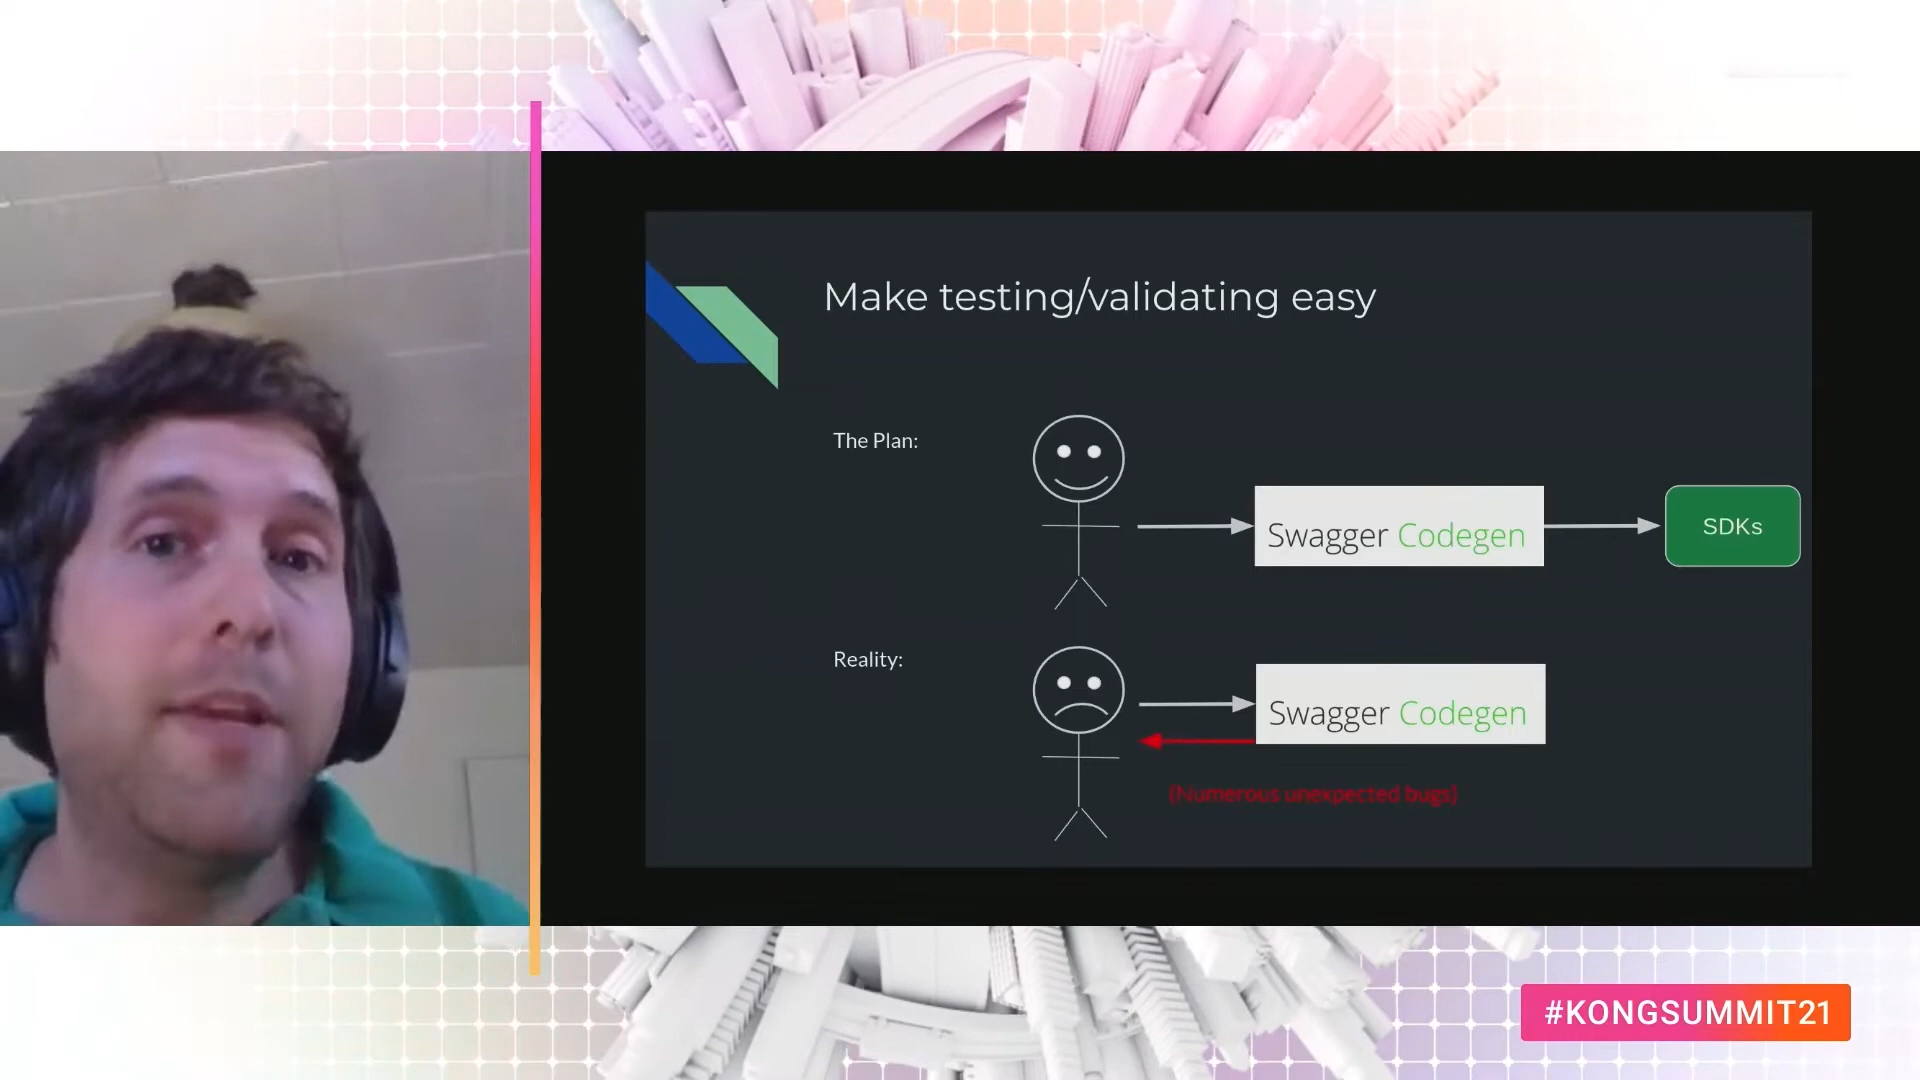 Make testing/validating easy
The Plan:
Swagger Codegen
SDKs
Reality:
Swagger Codegen
(Numerous unexpected bugs)
#KONGSUMMIT21